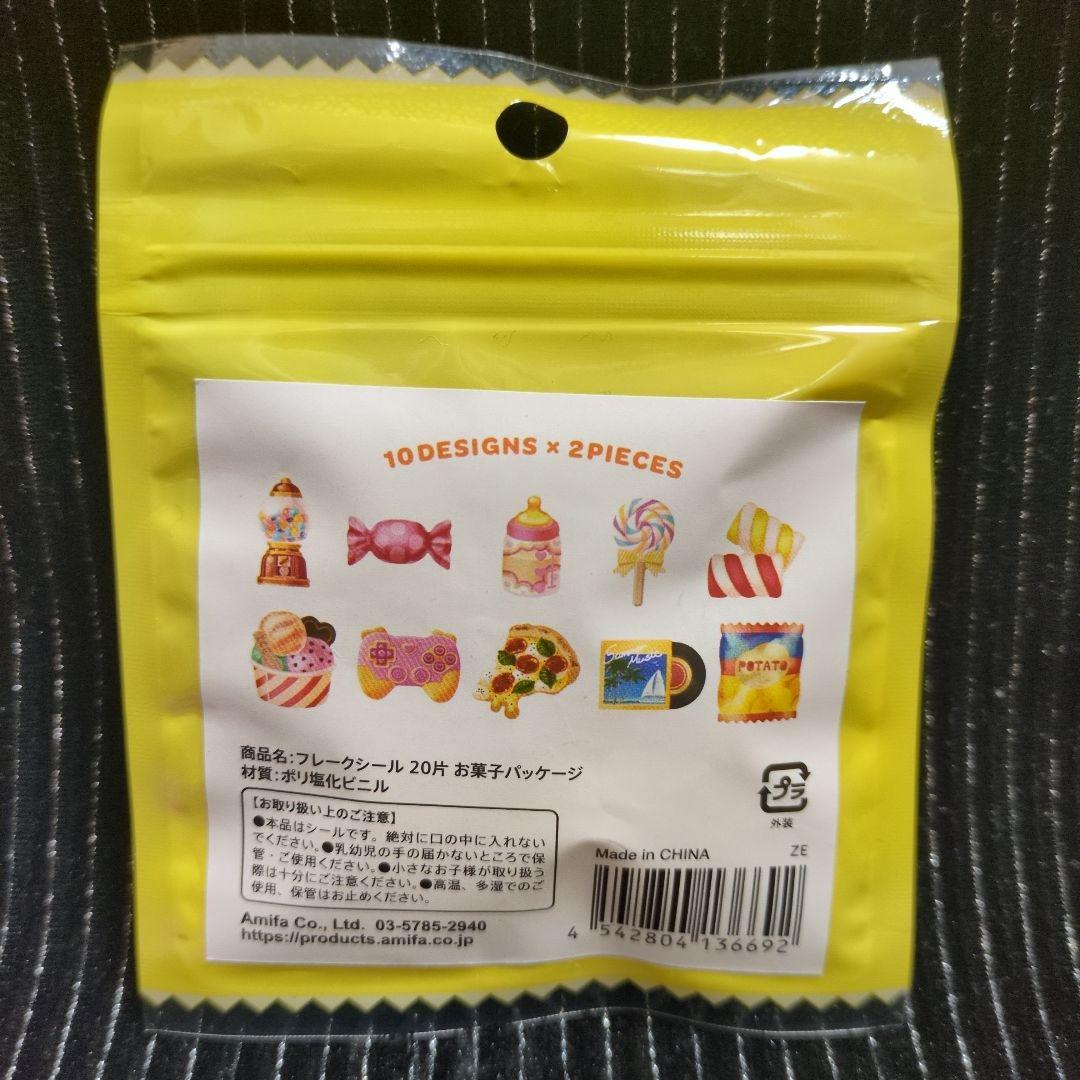 10 DESIGNS × 2 PIECES
Music
POTATO
商品名:フレークシール 20片 お菓子パッケージ
材質:ポリ塩化ビニル
【お取り扱い上のご注意】
●本品はシールです。絶対に口の中に入れない
でください。●乳幼児の手の届かないところで保
管・ご使用ください。●小さなお子様が取り扱う
際は十分にご注意ください。●高温、多湿でのご
使用、保管はお止めください。
Amifa Co., Ltd. 03-5785-2940
https://products.amifa.co.jp
プラ
外装
Made in CHINA ZE
4 542804 136692